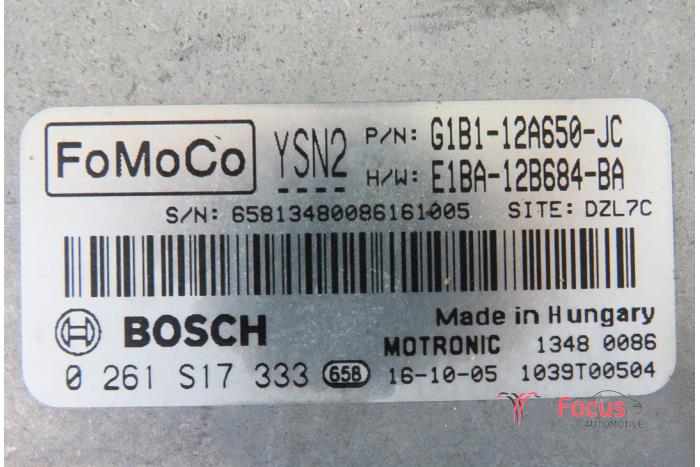 FoMoCo YSN2 P/N: G1B1-12A650-JC
H/W: E1BA-12B684-BA
S/N: 65813480086161005 SITE: DZL7C
BOSCH Made in Hungary
MOTRONIC 1348 0086
0 261 S17 333 658 16-10-05 1039T00504
Focus
AUTOMOTIVE